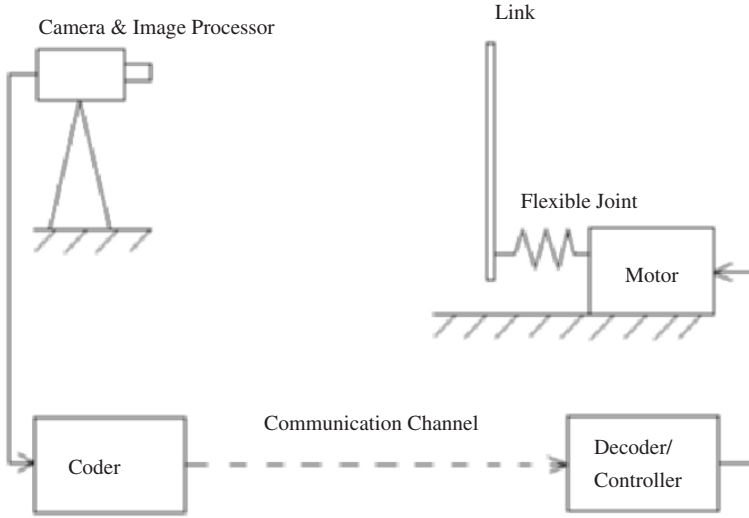 Camera & Image Processor
Link
Flexible Joint
Motor
Communication Channel
Coder
Decoder/
Controller